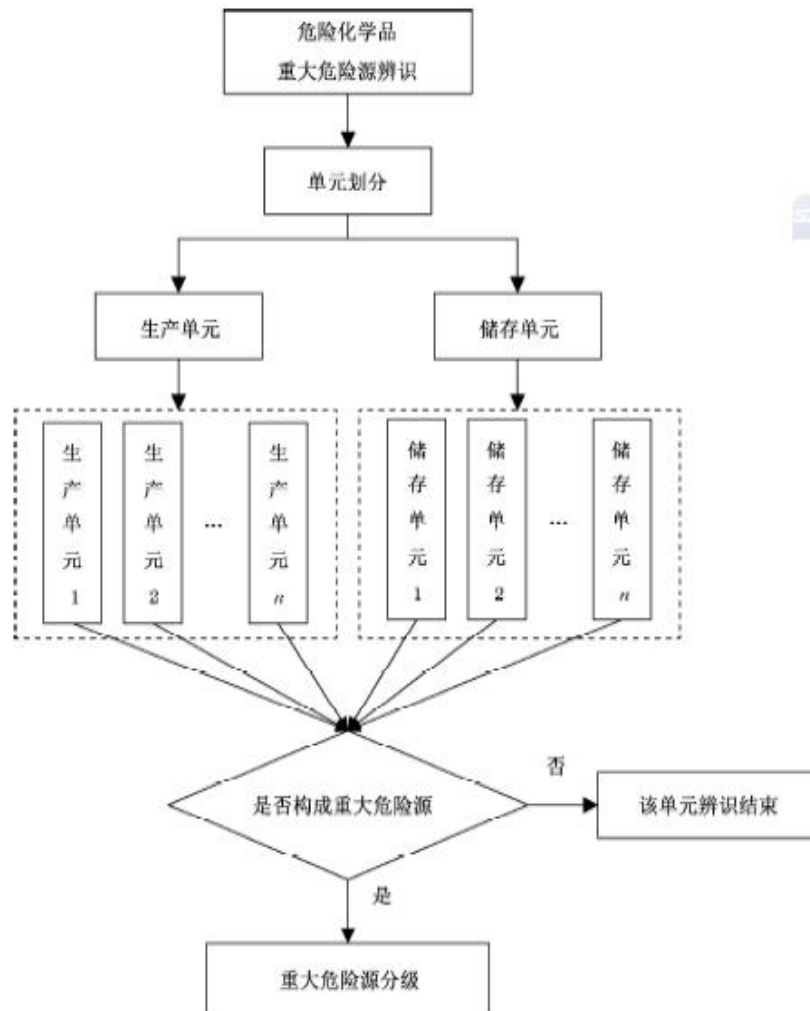 危险化学品
重大危险源辨识
单元划分
生产单元
储存单元
生产单元1
生产单元2
…
生产单元n
储存单元1
储存单元2
…
储存单元n
是否构成重大危险源
否
该单元辨识结束
是
重大危险源分级